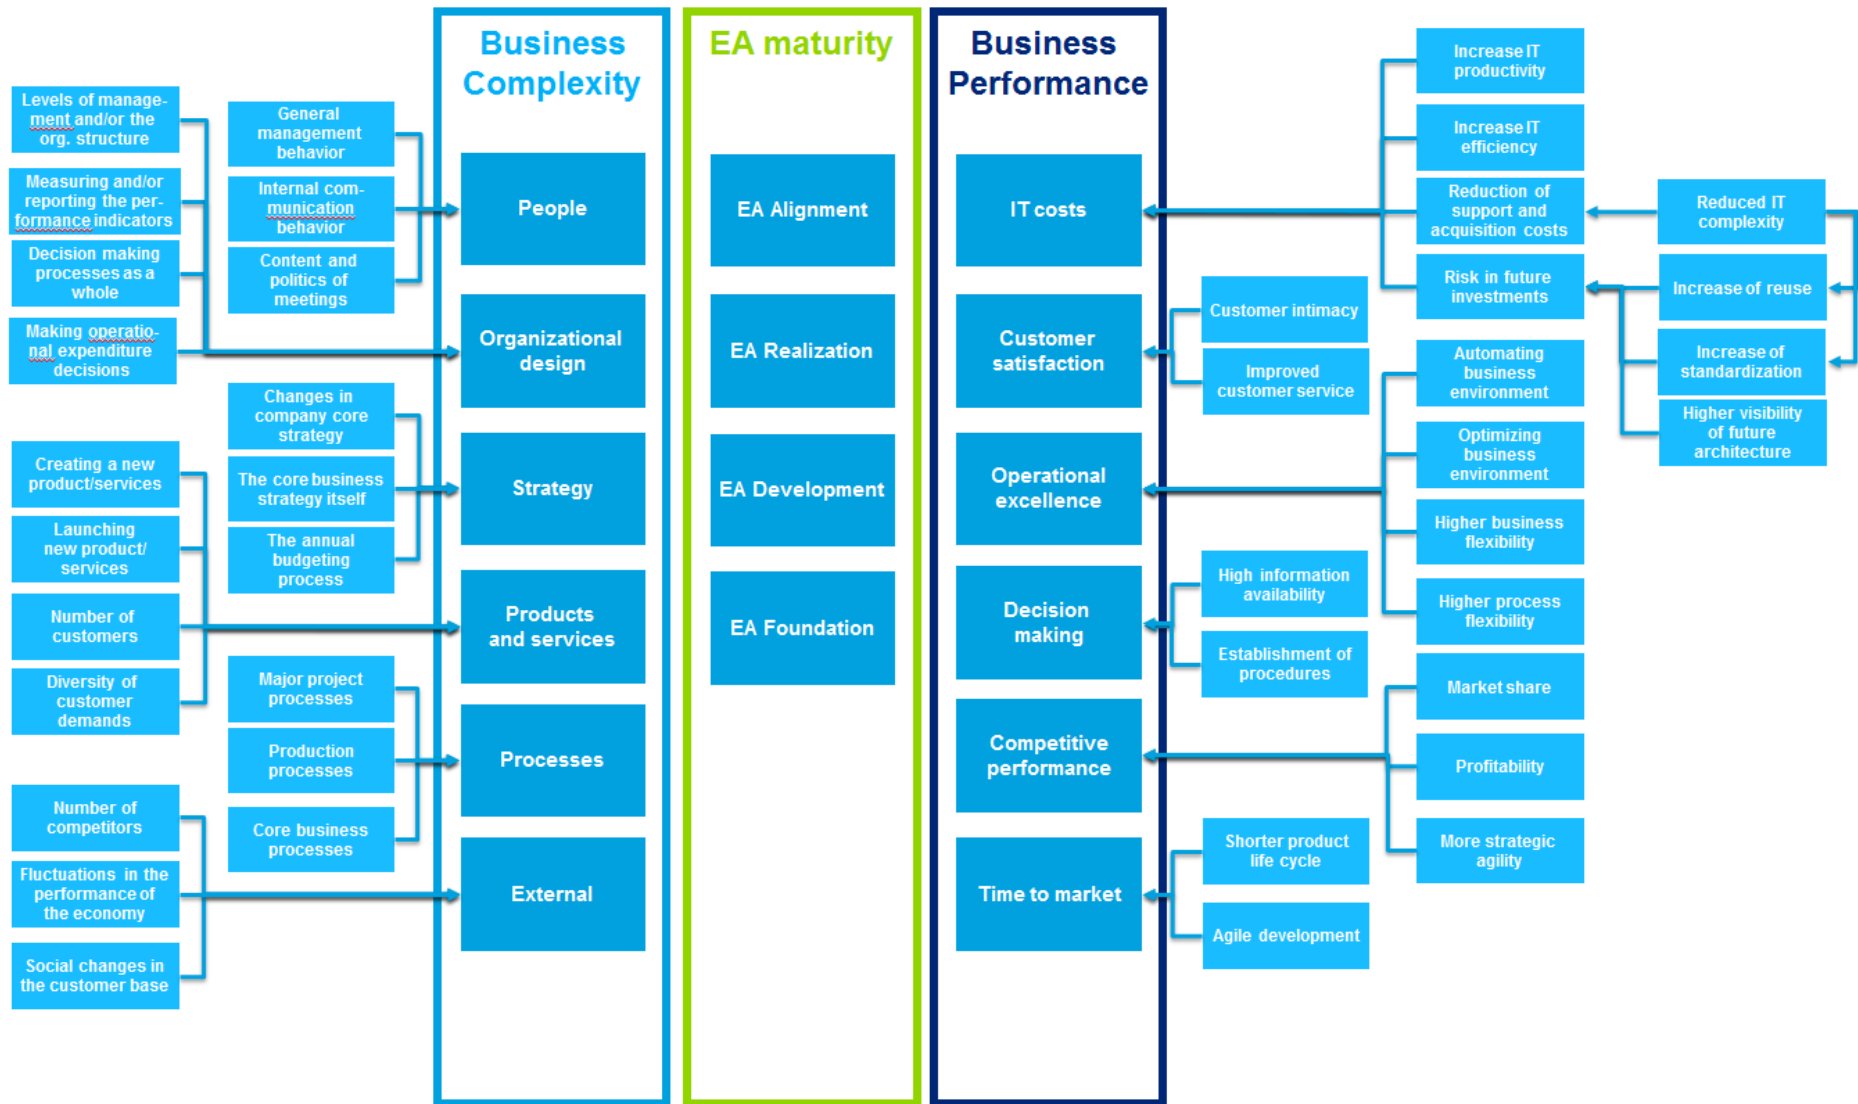 Business
Complexity
EA maturity
Business
Performance
Levels of manage-
ment and/or the
org. structure
Measuring and/or
reporting the per-
formance indicators
Decision making
processes as a
whole
Making operatio-
nal expenditure
decisions
Creating a new
product/services
Launching
new product/
services
Number of
customers
Diversity of
customer
demands
Number of
competitors
Fluctuations in the
performance of
the economy
Social changes in
the customer base
General
management
behavior
Internal com-
munication
behavior
Content and
politics of
meetings
Changes in
company core
strategy
The core business
strategy itself
The annual
budgeting
process
Major project
processes
Production
processes
Core business
processes
People
Organizational
design
Strategy
Products
and services
Processes
External
EA Alignment
EA Realization
EA Development
EA Foundation
IT costs
Customer
satisfaction
Operational
excellence
Decision
making
Competitive
performance
Time to market
Customer intimacy
Improved
customer service
High information
availability
Establishment of
procedures
Shorter product
life cycle
Agile development
Increase IT
productivity
Increase IT
efficiency
Reduction of
support and
acquisition costs
Risk in future
investments
Automating
business
environment
Optimizing
business
environment
Higher business
flexibility
Higher process
flexibility
Market share
Profitability
More strategic
agility
Reduced IT
complexity
Increase of reuse
Increase of
standardization
Higher visibility
of future
architecture